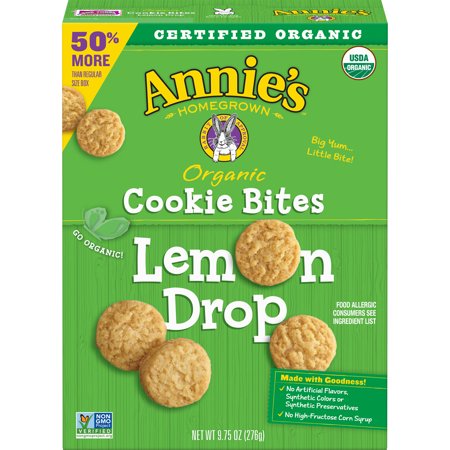 50%
MORE
THAN REGULAR
SIZE BOX
CERTIFIED ORGANIC
USDA
ORGANIC
Annie's
HOMEGROWN
Big Yum...
Little Bite!
Organic
Cookie Bites
GO ORGANIC!
Lemon
Drop
FOOD ALLERGIC
CONSUMERS SEE
INGREDIENT LIST
Made with Goodness!
✓ No Artificial Flavors,
Synthetic Colors or
Synthetic Preservatives
✓ No High-Fructose Corn Syrup
NON
GMO
Project
VERIFIED
nongmoproject.org
NET WT 9.75 OZ (276g)